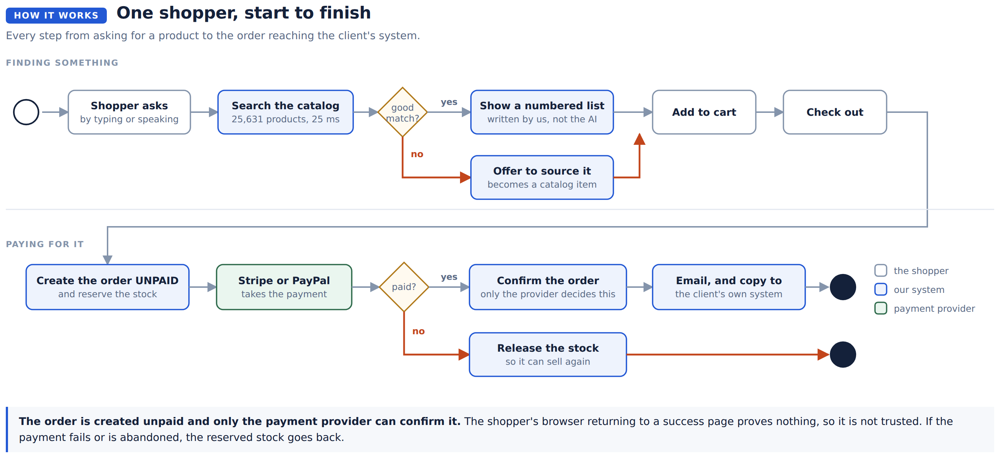 HOW IT WORKS
One shopper, start to finish
Every step from asking for a product to the order reaching the client's system.
FINDING SOMETHING
Shopper asks
by typing or speaking
Search the catalog
25,631 products, 25 ms
good
match?
yes
Show a numbered list
written by us, not the AI
Add to cart
Check out
no
Offer to source it
becomes a catalog item
PAYING FOR IT
Create the order UNPAID
and reserve the stock
Stripe or PayPal
takes the payment
paid?
yes
Confirm the order
only the provider decides this
Email, and copy to
the client's own system
the shopper
our system
payment provider
no
Release the stock
so it can sell again
The order is created unpaid and only the payment provider can confirm it. The shopper's browser returning to a success page proves nothing, so it is not trusted. If the
payment fails or is abandoned, the reserved stock goes back.